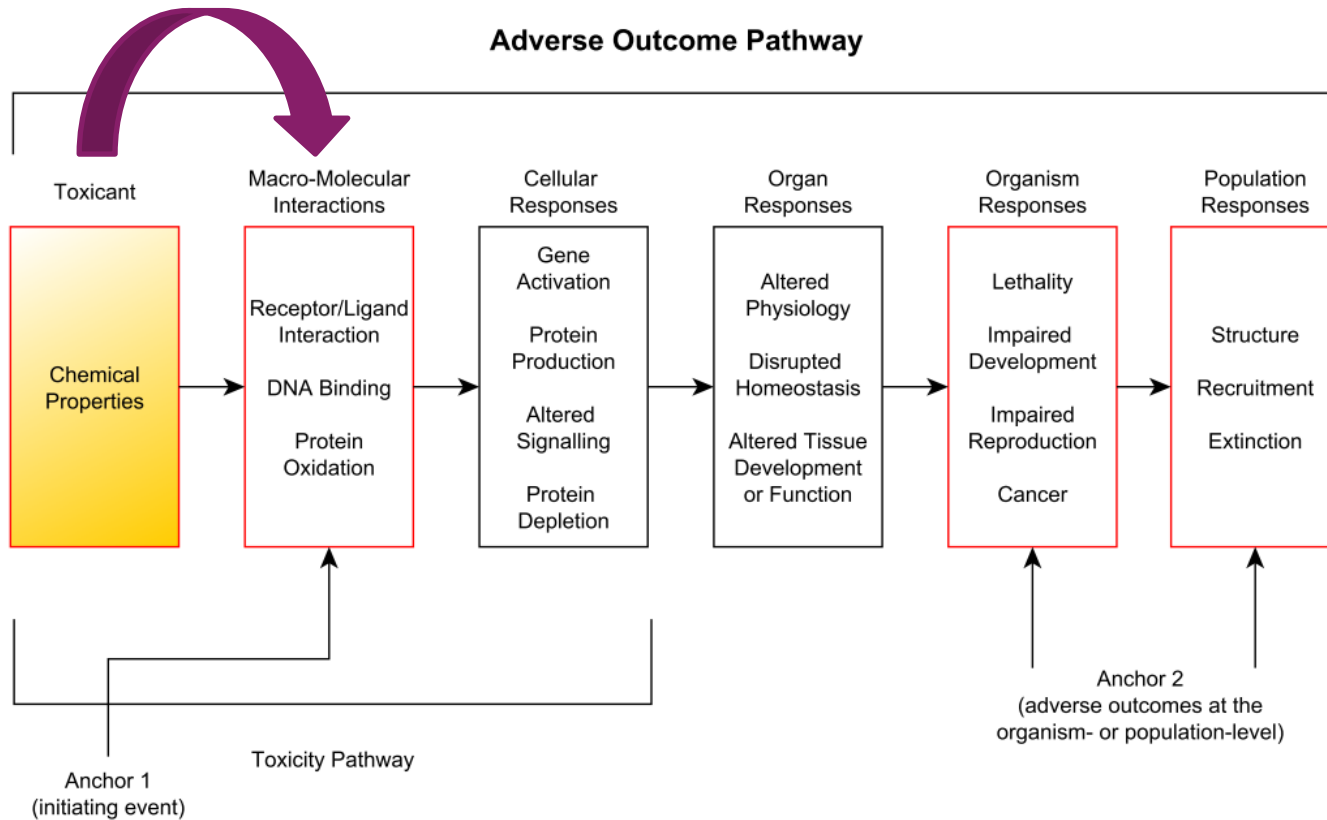 Adverse Outcome Pathway
Toxicant
Macro-Molecular
Interactions
Cellular
Responses
Organ
Responses
Organism
Responses
Population
Responses
Chemical
Properties
Receptor/Ligand
Interaction
DNA Binding
Protein
Oxidation
Gene
Activation
Protein
Production
Altered
Signalling
Protein
Depletion
Altered
Physiology
Disrupted
Homeostasis
Altered Tissue
Development
or Function
Lethality
Impaired
Development
Impaired
Reproduction
Cancer
Structure
Recruitment
Extinction
Anchor 1
(initiating event)
Toxicity Pathway
Anchor 2
(adverse outcomes at the
organism- or population-level)